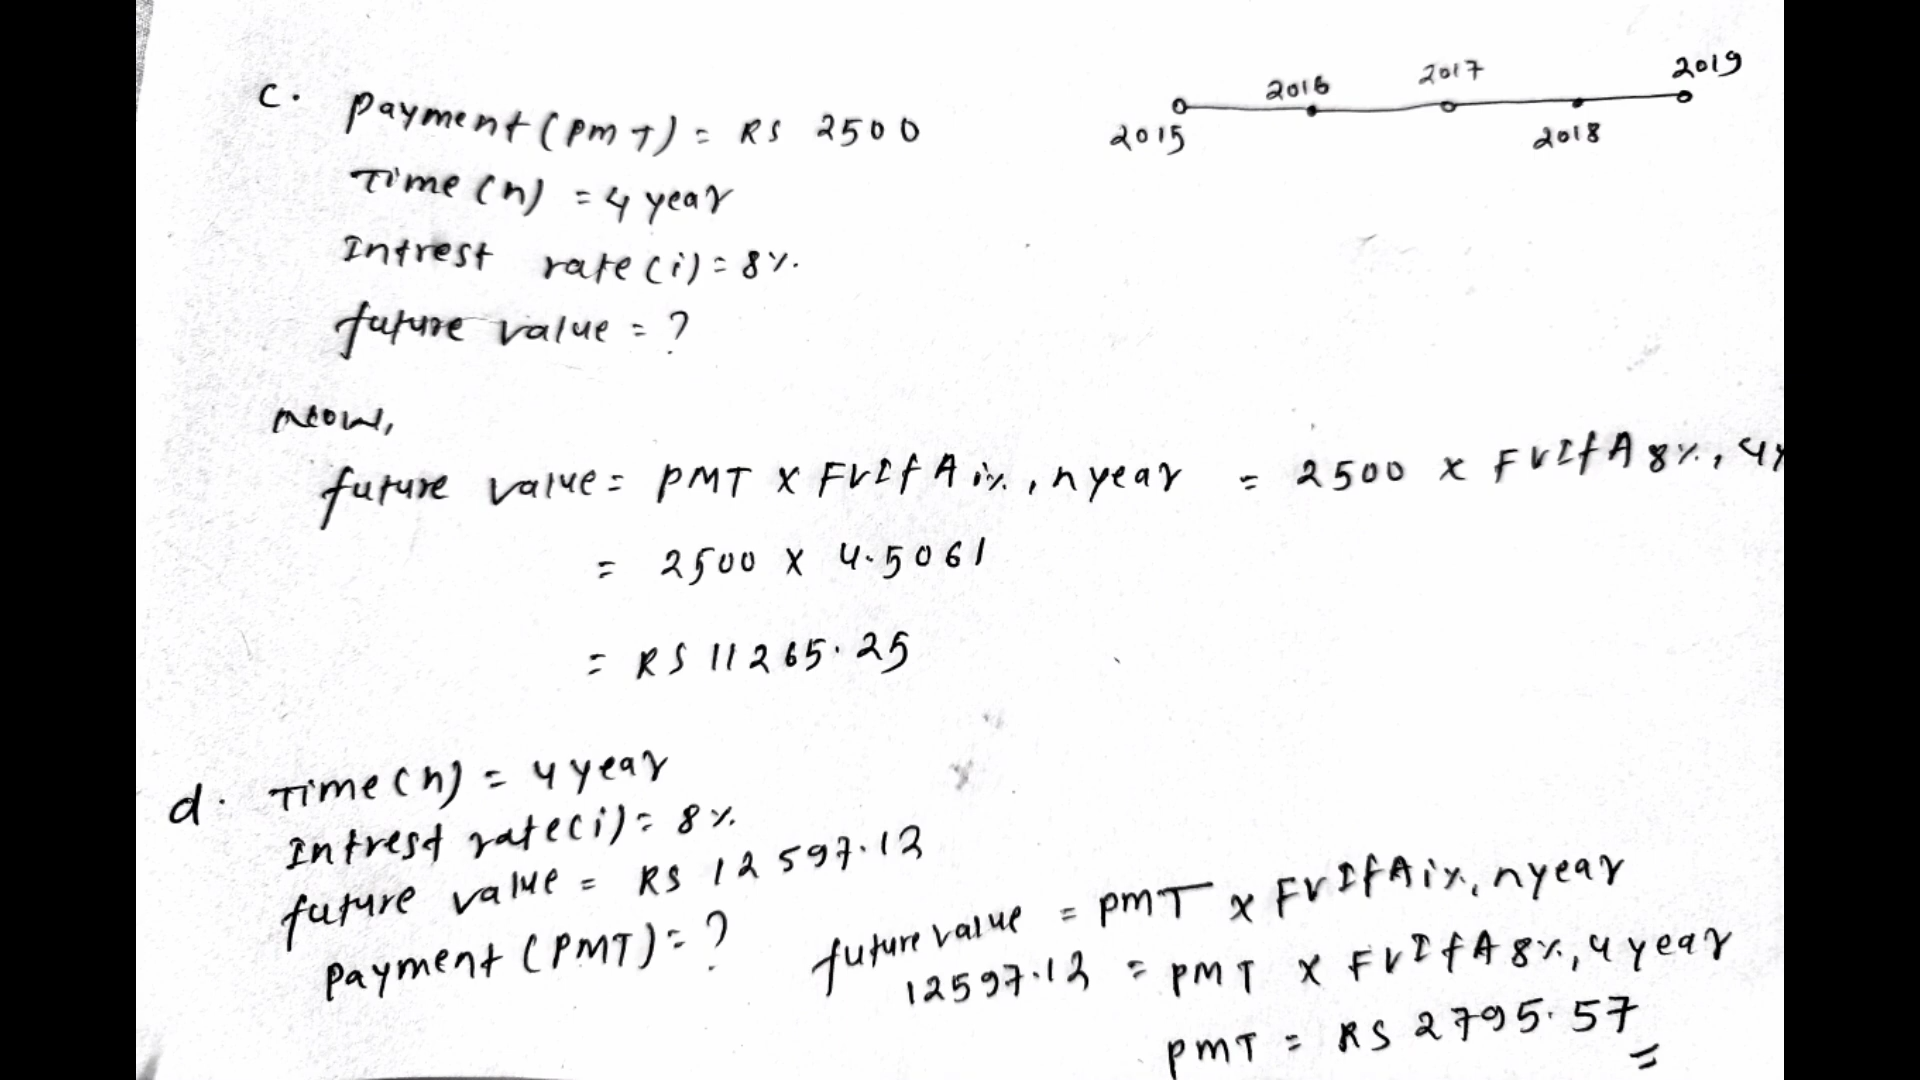 c. payment (PMT) = RS 2500
Time (n) = 4 year
Intrest rate (i) = 8%.
future value = ?
2015 2016 2017 2018 2019
future value = PMT X FVIfA i%, n year = 2500 x FVIfA 8%, 4y
= 2500 X 4.5061
= RS 11265.25
d. Time (n) = 4 year
Intrest rate (i) = 8%.
future value = RS 12597.12
payment (PMT) = ?
future value = PMT x FVIfA i%, n year
12597.12 = PMT X FVIfA 8%, 4 year
PMT = RS 2795.57